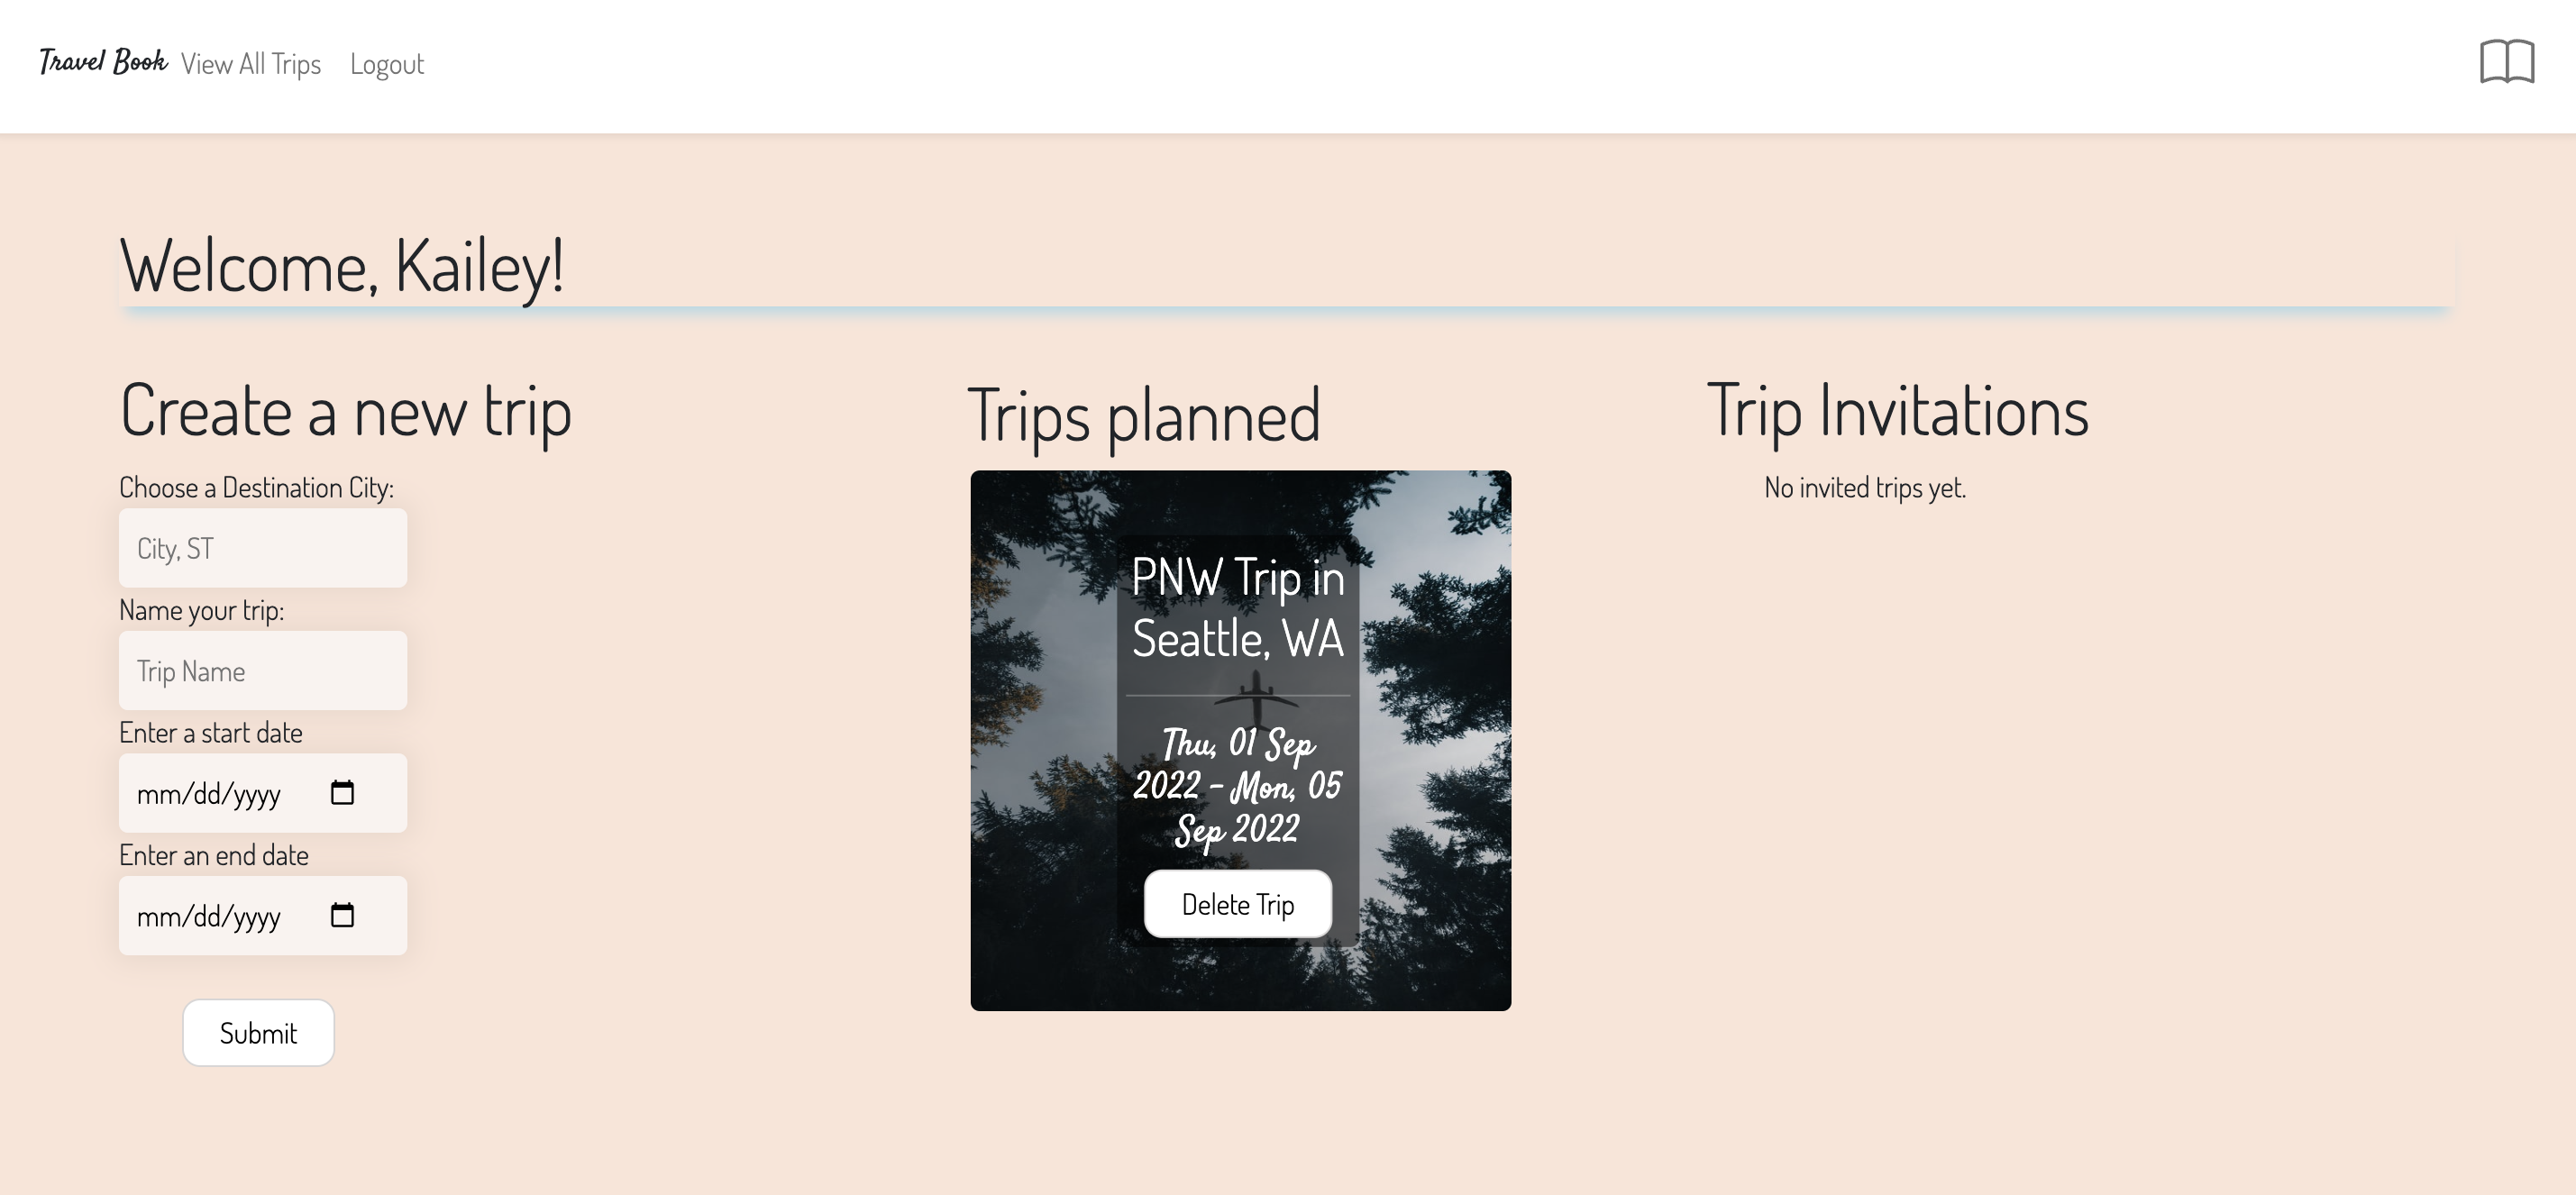 Travel Book View All Trips Logout
Welcome, Kailey!
Create a new trip
Choose a Destination City:
City, ST
Name your trip:
Trip Name
Enter a start date
mm/dd/yyyy
Enter an end date
mm/dd/yyyy
Submit
Trips planned
PNW Trip in
Seattle, WA
Thu, 01 Sep
2022 - Mon, 05
Sep 2022
Delete Trip
Trip Invitations
No invited trips yet.